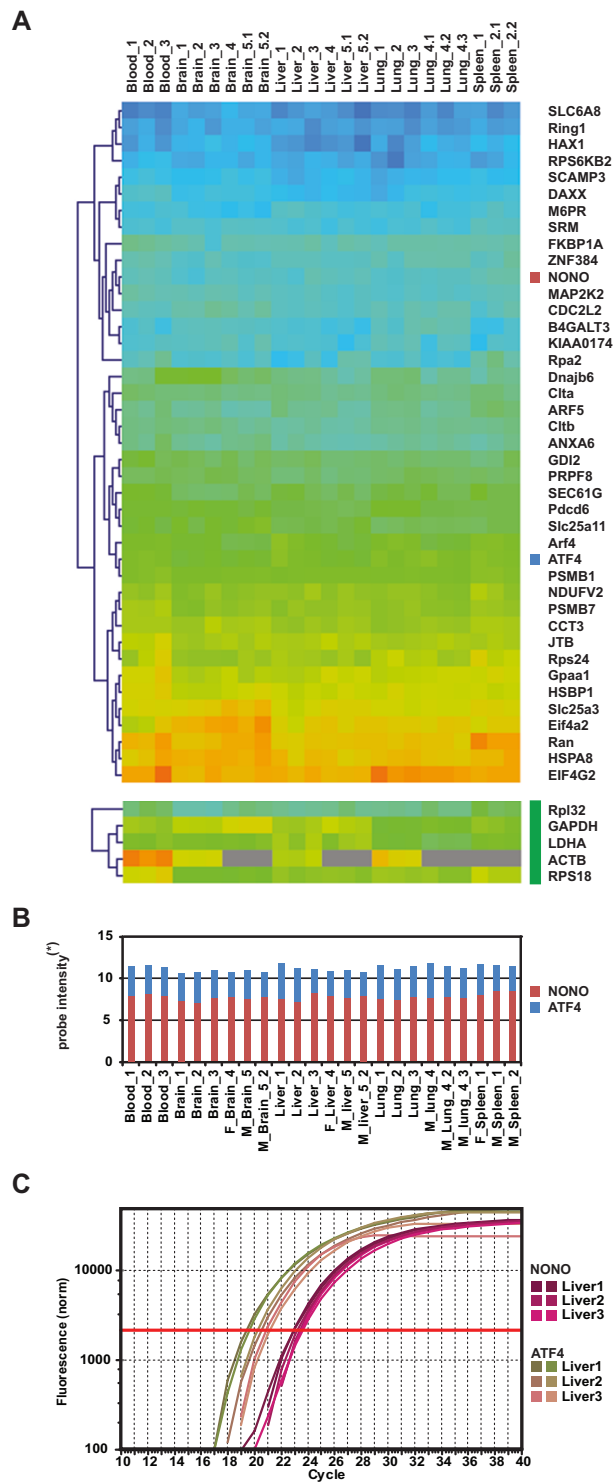 A
Blood_1
Blood_2
Blood_3
Brain_1
Brain_2
Brain_3
Brain_4
Brain_5.1
Brain_5.2
Liver_1
Liver_2
Liver_3
Liver_4
Liver_5.1
Liver_5.2
Lung_1
Lung_2
Lung_3
Lung_4.1
Lung_4.2
Lung_4.3
Spleen_1
Spleen_2.1
Spleen_2.2
SLC6A8
Ring1
HAX1
RPS6KB2
SCAMP3
DAXX
M6PR
SRM
FKBP1A
ZNF384
NONO
MAP2K2
CDC2L2
B4GALT3
KIAA0174
Rpa2
Dnajb6
Clta
ARF5
Cltb
ANXA6
GDI2
PRPF8
SEC61G
Pdcd6
Slc25a11
Arf4
ATF4
PSMB1
NDUFV2
PSMB7
CCT3
JTB
Rps24
Gpaa1
HSBP1
Slc25a3
Eif4a2
Ran
HSPA8
EIF4G2
Rpl32
GAPDH
LDHA
ACTB
RPS18
B
probe intensity(*)
15
10
5
0
NONO
ATF4
Blood_1
Blood_2
Blood_3
Brain_1
Brain_2
Brain_3
F_Brain_4
M_Brain_5
M_Brain_5_2
Liver_1
Liver_2
Liver_3
F_Liver_4
M_liver_5
M_liver_5_2
Lung_1
Lung_2
Lung_3
M_lung_4
M_Lung_4_2
M_lung_4_3
F_Spleen_1
M_Spleen_1
M_Spleen_2
C
Fluorescence (norm)
10000
1000
100
10 12 14 16 18 20 22 24 26 28 30 32 34 36 38 40
Cycle
NONO
Liver1
Liver2
Liver3
ATF4
Liver1
Liver2
Liver3